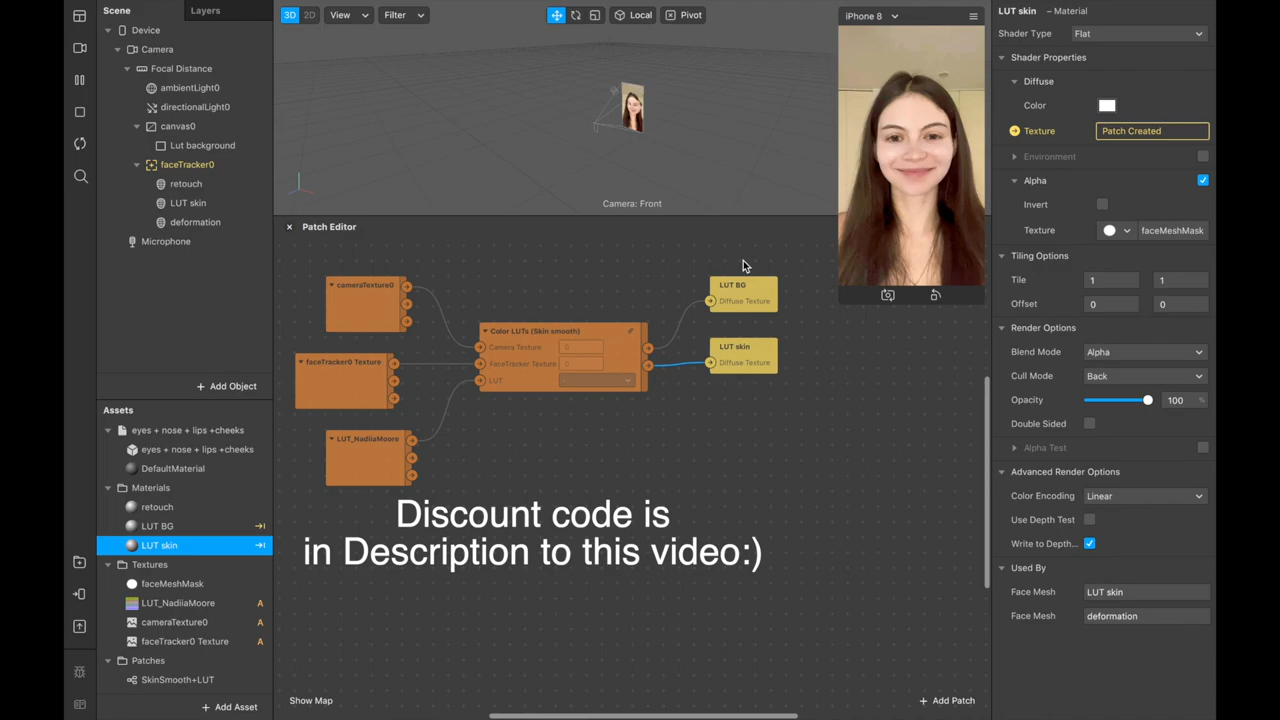 Scene
Layers
Device
Camera
Focal Distance
ambientLight0
directionalLight0
canvas0
Lut background
faceTracker0
retouch
LUT skin
deformation
Microphone
Add Object
Assets
eyes + nose + lips +cheeks
eyes + nose + lips +cheeks
DefaultMaterial
Materials
retouch
LUT BG
LUT skin
Textures
faceMeshMask
LUT_NadiiaMoore A
cameraTexture0 A
faceTracker0 Texture A
Patches
SkinSmooth+LUT
Add Asset
3D 2D View Filter Local Pivot
Camera: Front
iPhone 8
Patch Editor
cameraTexture0
faceTracker0 Texture
LUT_NadiiaMoore
Color LUTs (Skin smooth)
Camera Texture 0
FaceTracker Texture 0
LUT -
LUT BG
Diffuse Texture
LUT skin
Diffuse Texture
Discount code is
in Description to this video:)
Show Map
Add Patch
LUT skin – Material
Shader Type Flat
Shader Properties
Diffuse
Color
Texture Patch Created
Environment
Alpha
Invert
Texture faceMeshMask
Tiling Options
Tile 1 1
Offset 0 0
Render Options
Blend Mode Alpha
Cull Mode Back
Opacity 100 %
Double Sided
Alpha Test
Advanced Render Options
Color Encoding Linear
Use Depth Test
Write to Depth...
Used By
Face Mesh LUT skin
Face Mesh deformation